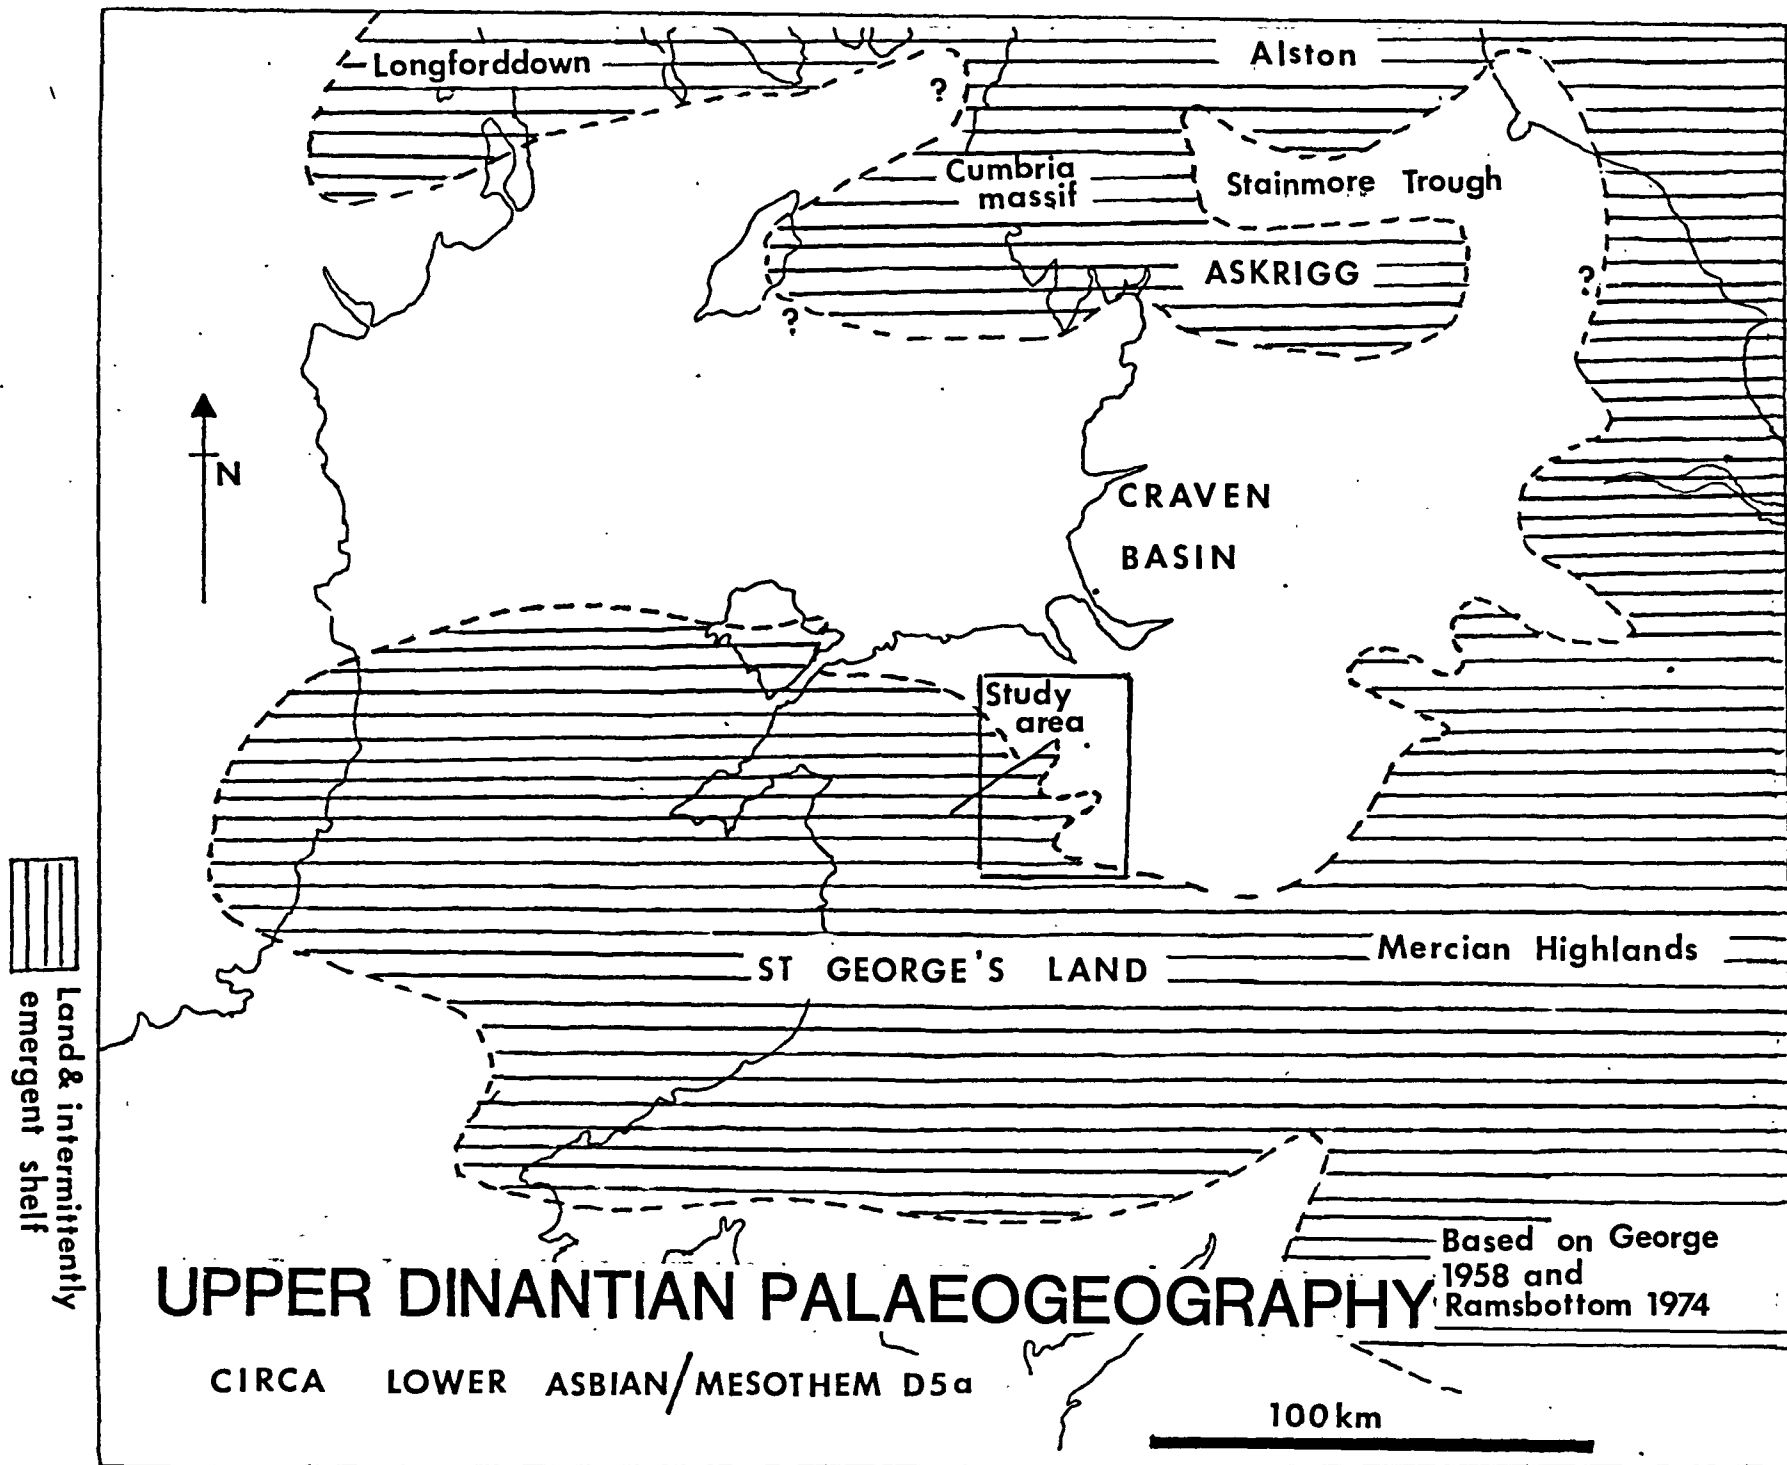 Longforddown
Alston
?
Cumbria
massif
Stainmore Trough
ASKRIGG
?
?
N
CRAVEN
BASIN
Study
area
Land & intermittently
emergent shelf
ST GEORGE'S LAND
Mercian Highlands
Based on George
1958 and
Ramsbottom 1974
UPPER DINANTIAN PALAEOGEOGRAPHY
CIRCA LOWER ASBIAN/MESOTHEM D5a
100km